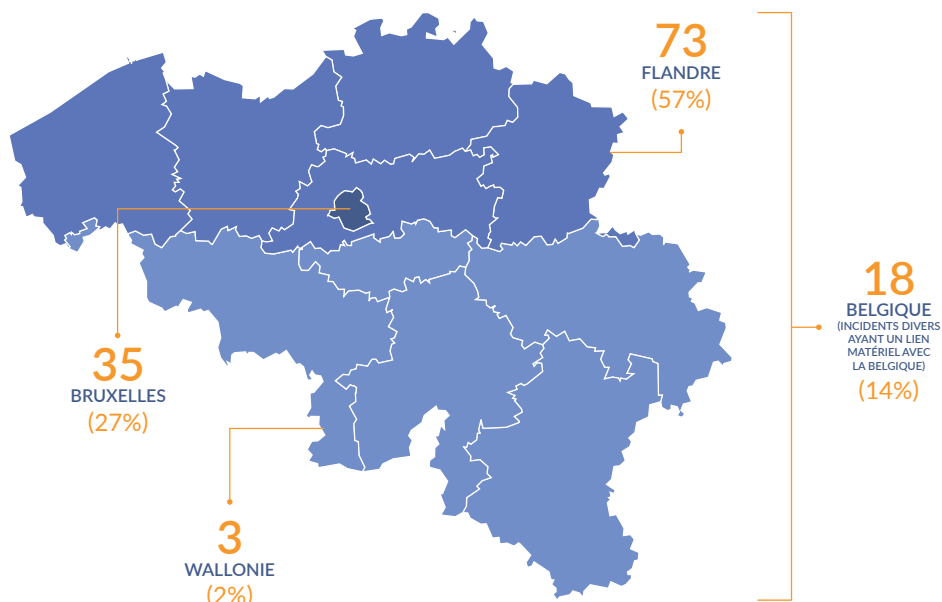 73
FLANDRE
(57%)
18
BELGIQUE
(INCIDENTS DIVERS
AYANT UN LIEN
MATÉRIEL AVEC
LA BELGIQUE)
(14%)
35
BRUXELLES
(27%)
3
WALLONIE
(2%)